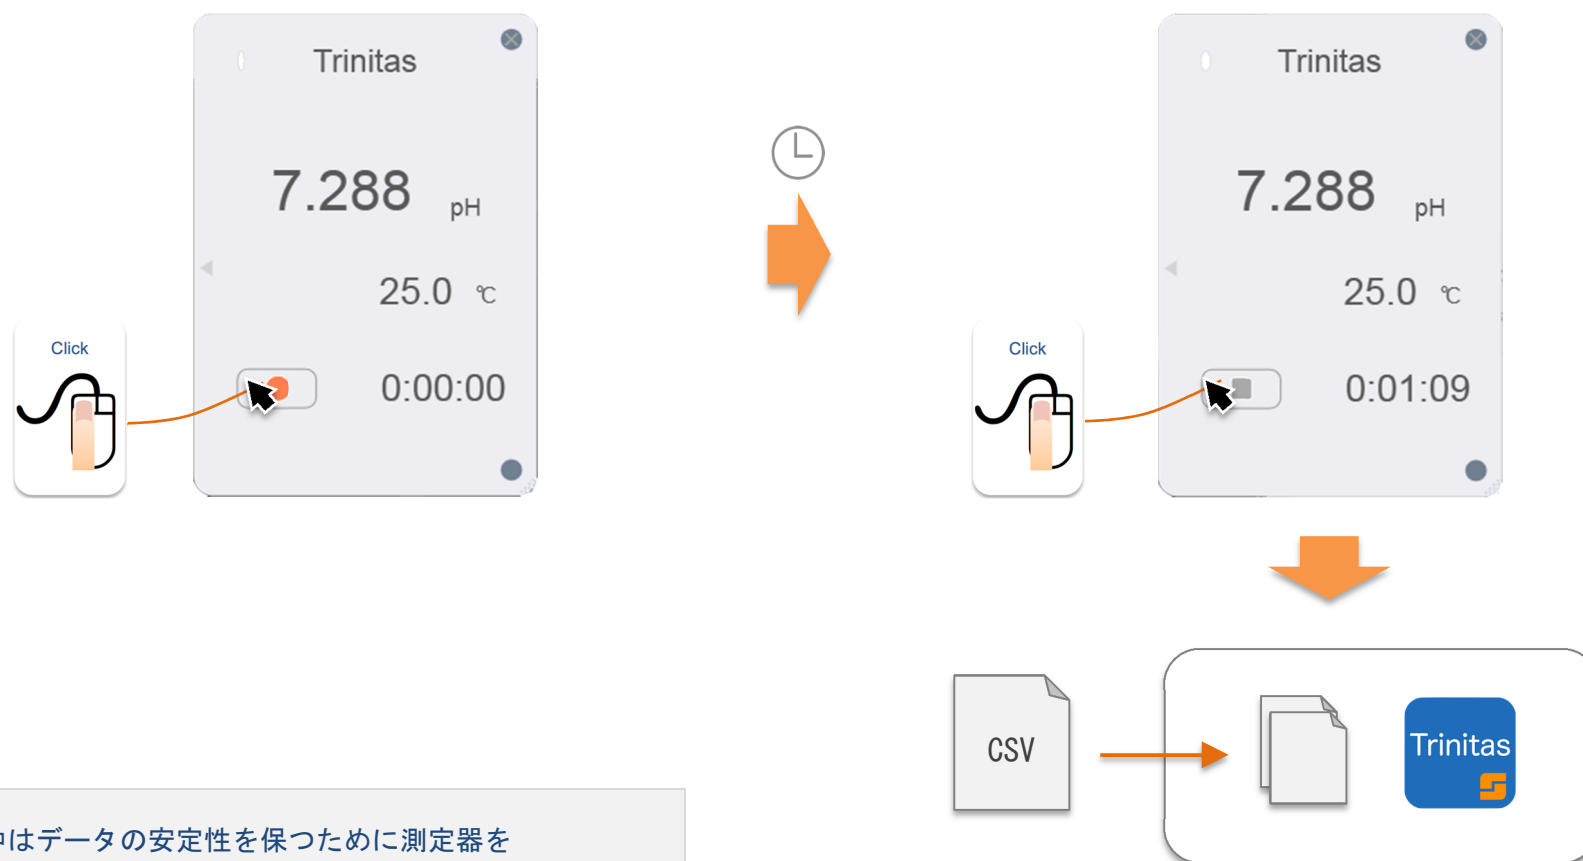 Trinitas
7.288 pH
25.0 ℃
Click
0:00:00
Trinitas
7.288 pH
25.0 ℃
Click
0:01:09
CSV
Trinitas
はデータの安定性を保つために測定器を